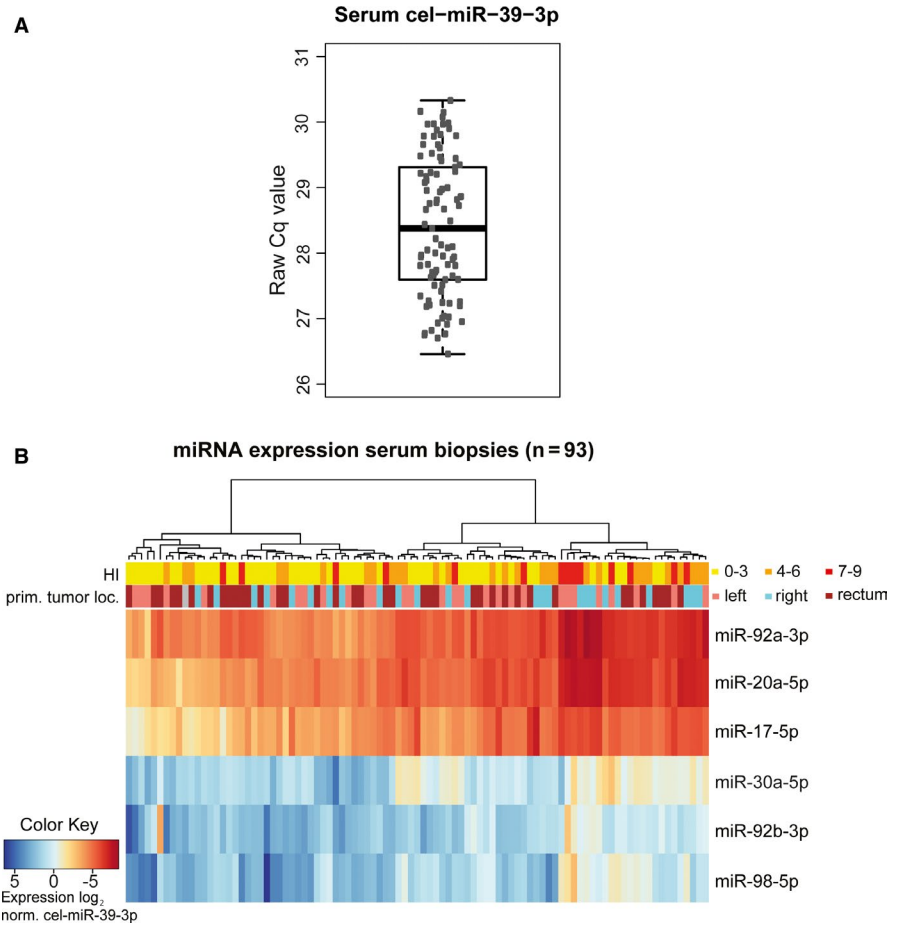 A
Serum cel−miR−39−3p
Raw Cq value
31
30
29
28
27
26
B
miRNA expression serum biopsies (n = 93)
HI
0-3 4-6 7-9
prim. tumor loc.
left right rectum
miR-92a-3p
miR-20a-5p
miR-17-5p
miR-30a-5p
miR-92b-3p
miR-98-5p
Color Key
5 0 -5
Expression log2
norm. cel-miR-39-3p